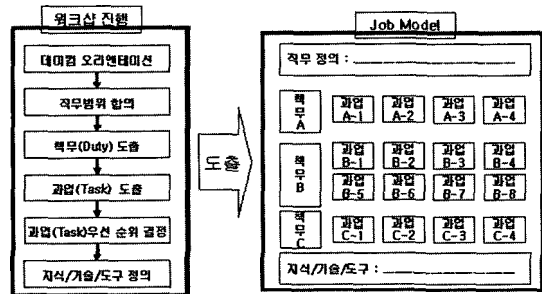 워크샵 진행
데이컴 오리엔테이션
직무범위 합의
책무(Duty) 도출
과업(Task) 도출
과업(Task)우선 순위 결정
지식/기술/도구 정의
도출
Job Model
직무 정의 :
책무A
과업 A-1
과업 A-2
과업 A-3
과업 A-4
책무B
과업 B-1
과업 B-2
과업 B-3
과업 B-4
과업 B-5
과업 B-6
과업 B-7
과업 B-8
책무C
과업 C-1
과업 C-2
과업 C-3
과업 C-4
지식/기술/도구 :